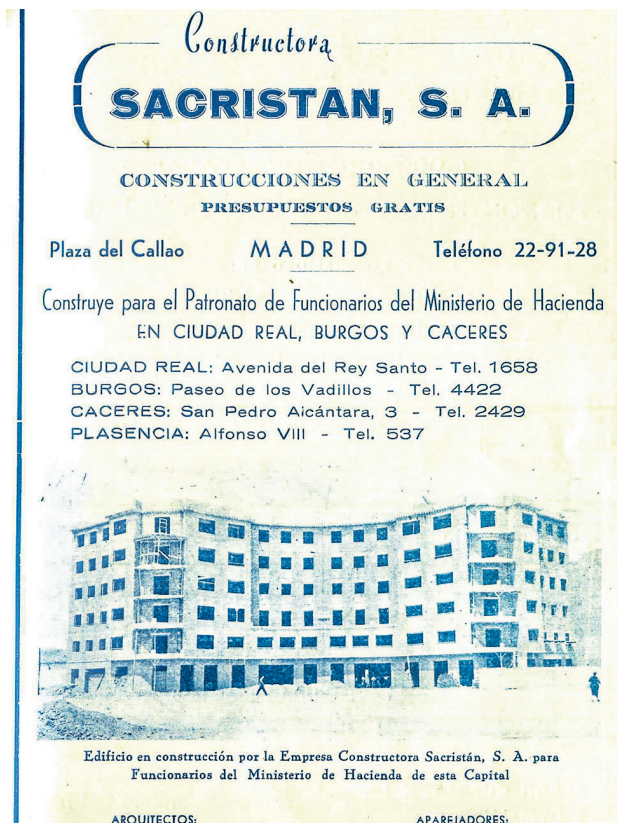 Constructora
SACRISTAN, S. A.
CONSTRUCCIONES EN GENERAL
PRESUPUESTOS GRATIS
Plaza del Callao MADRID Teléfono 22-91-28
Construye para el Patronato de Funcionarios del Ministerio de Hacienda
EN CIUDAD REAL, BURGOS Y CACERES
CIUDAD REAL: Avenida del Rey Santo - Tel. 1658
BURGOS: Paseo de los Vadillos - Tel. 4422
CACERES: San Pedro Alcántara, 3 - Tel. 2429
PLASENCIA: Alfonso VIII - Tel. 537
Edificio en construcción por la Empresa Constructora Sacristán, S. A. para
Funcionarios del Ministerio de Hacienda de esta Capital
ARQUITECTOS: APAREJADORES: